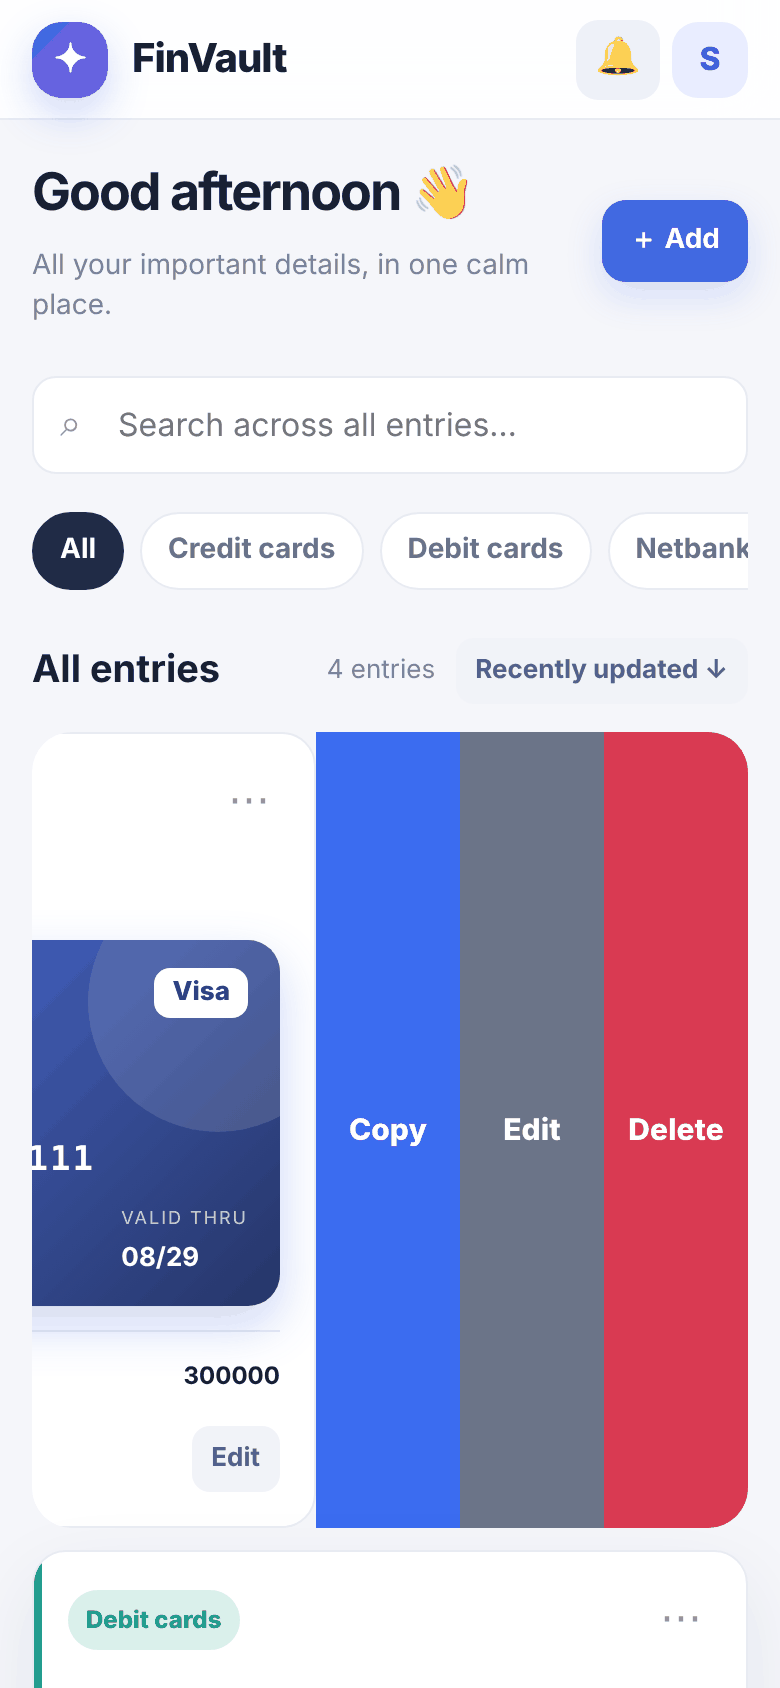 FinVault
S
Good afternoon 👋
+ Add
All your important details, in one calm
place.
Search across all entries...
All
Credit cards
Debit cards
Netbank
All entries
4 entries
Recently updated ↓
...
Visa
111
VALID THRU
08/29
300000
Edit
Copy
Edit
Delete
Debit cards
...